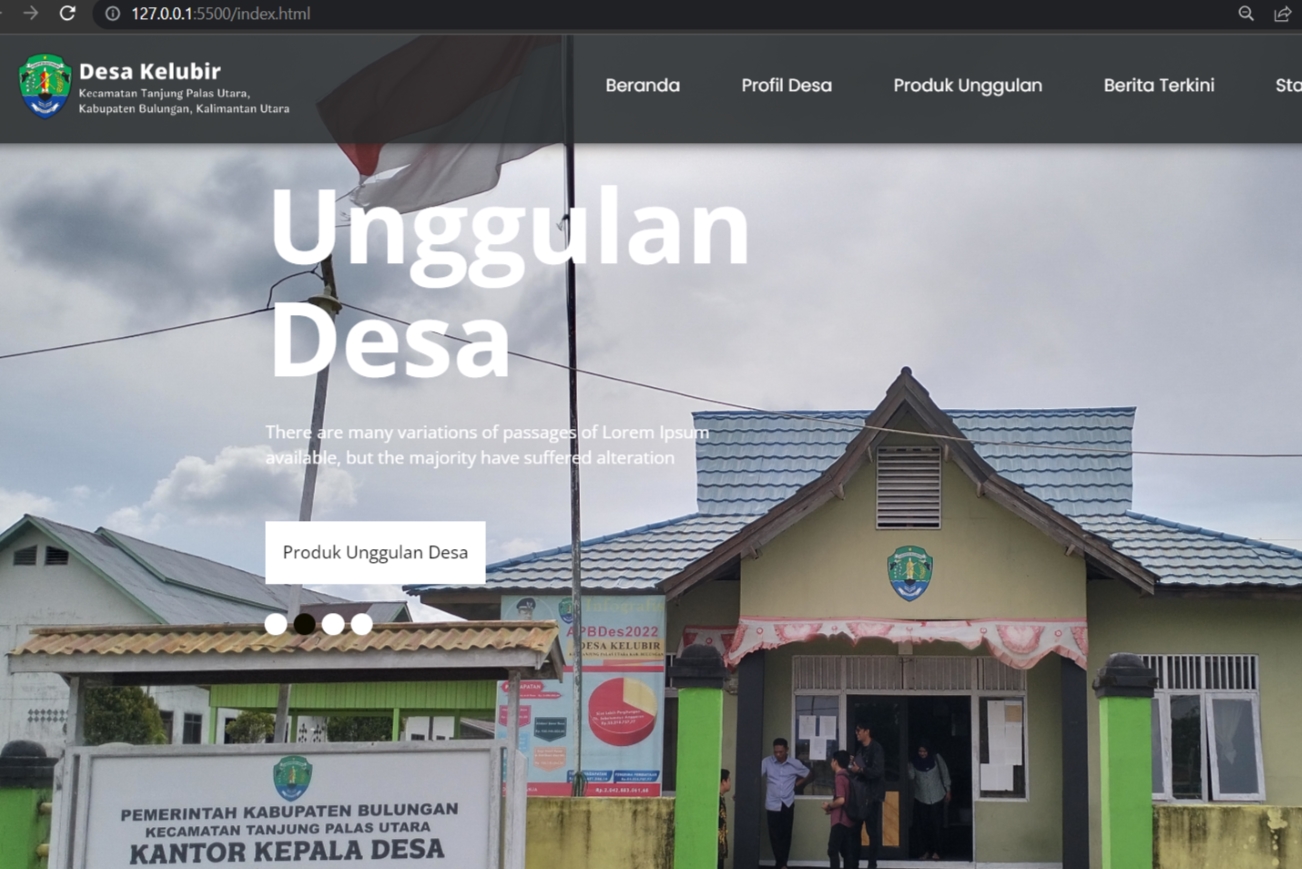 127.0.0.1:5500/index.html
Desa Kelubir
Kecamatan Tanjung Palas Utara,
Kabupaten Bulungan, Kalimantan Utara
Beranda
Profil Desa
Produk Unggulan
Berita Terkini
Sto
Unggulan
Desa
There are many variations of passages of Lorem Ipsum
available, but the majority have suffered alteration
Produk Unggulan Desa
APBDes2022
DESA KELUBIR
PEMERINTAH KABUPATEN BULUNGAN
KECAMATAN TANJUNG PALAS UTARA
KANTOR KEPALA DESA